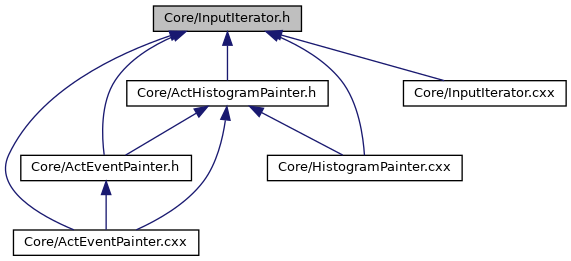 Core/InputIterator.h
Core/ActHistogramPainter.h
Core/InputIterator.cxx
Core/ActEventPainter.h
Core/HistogramPainter.cxx
Core/ActEventPainter.cxx